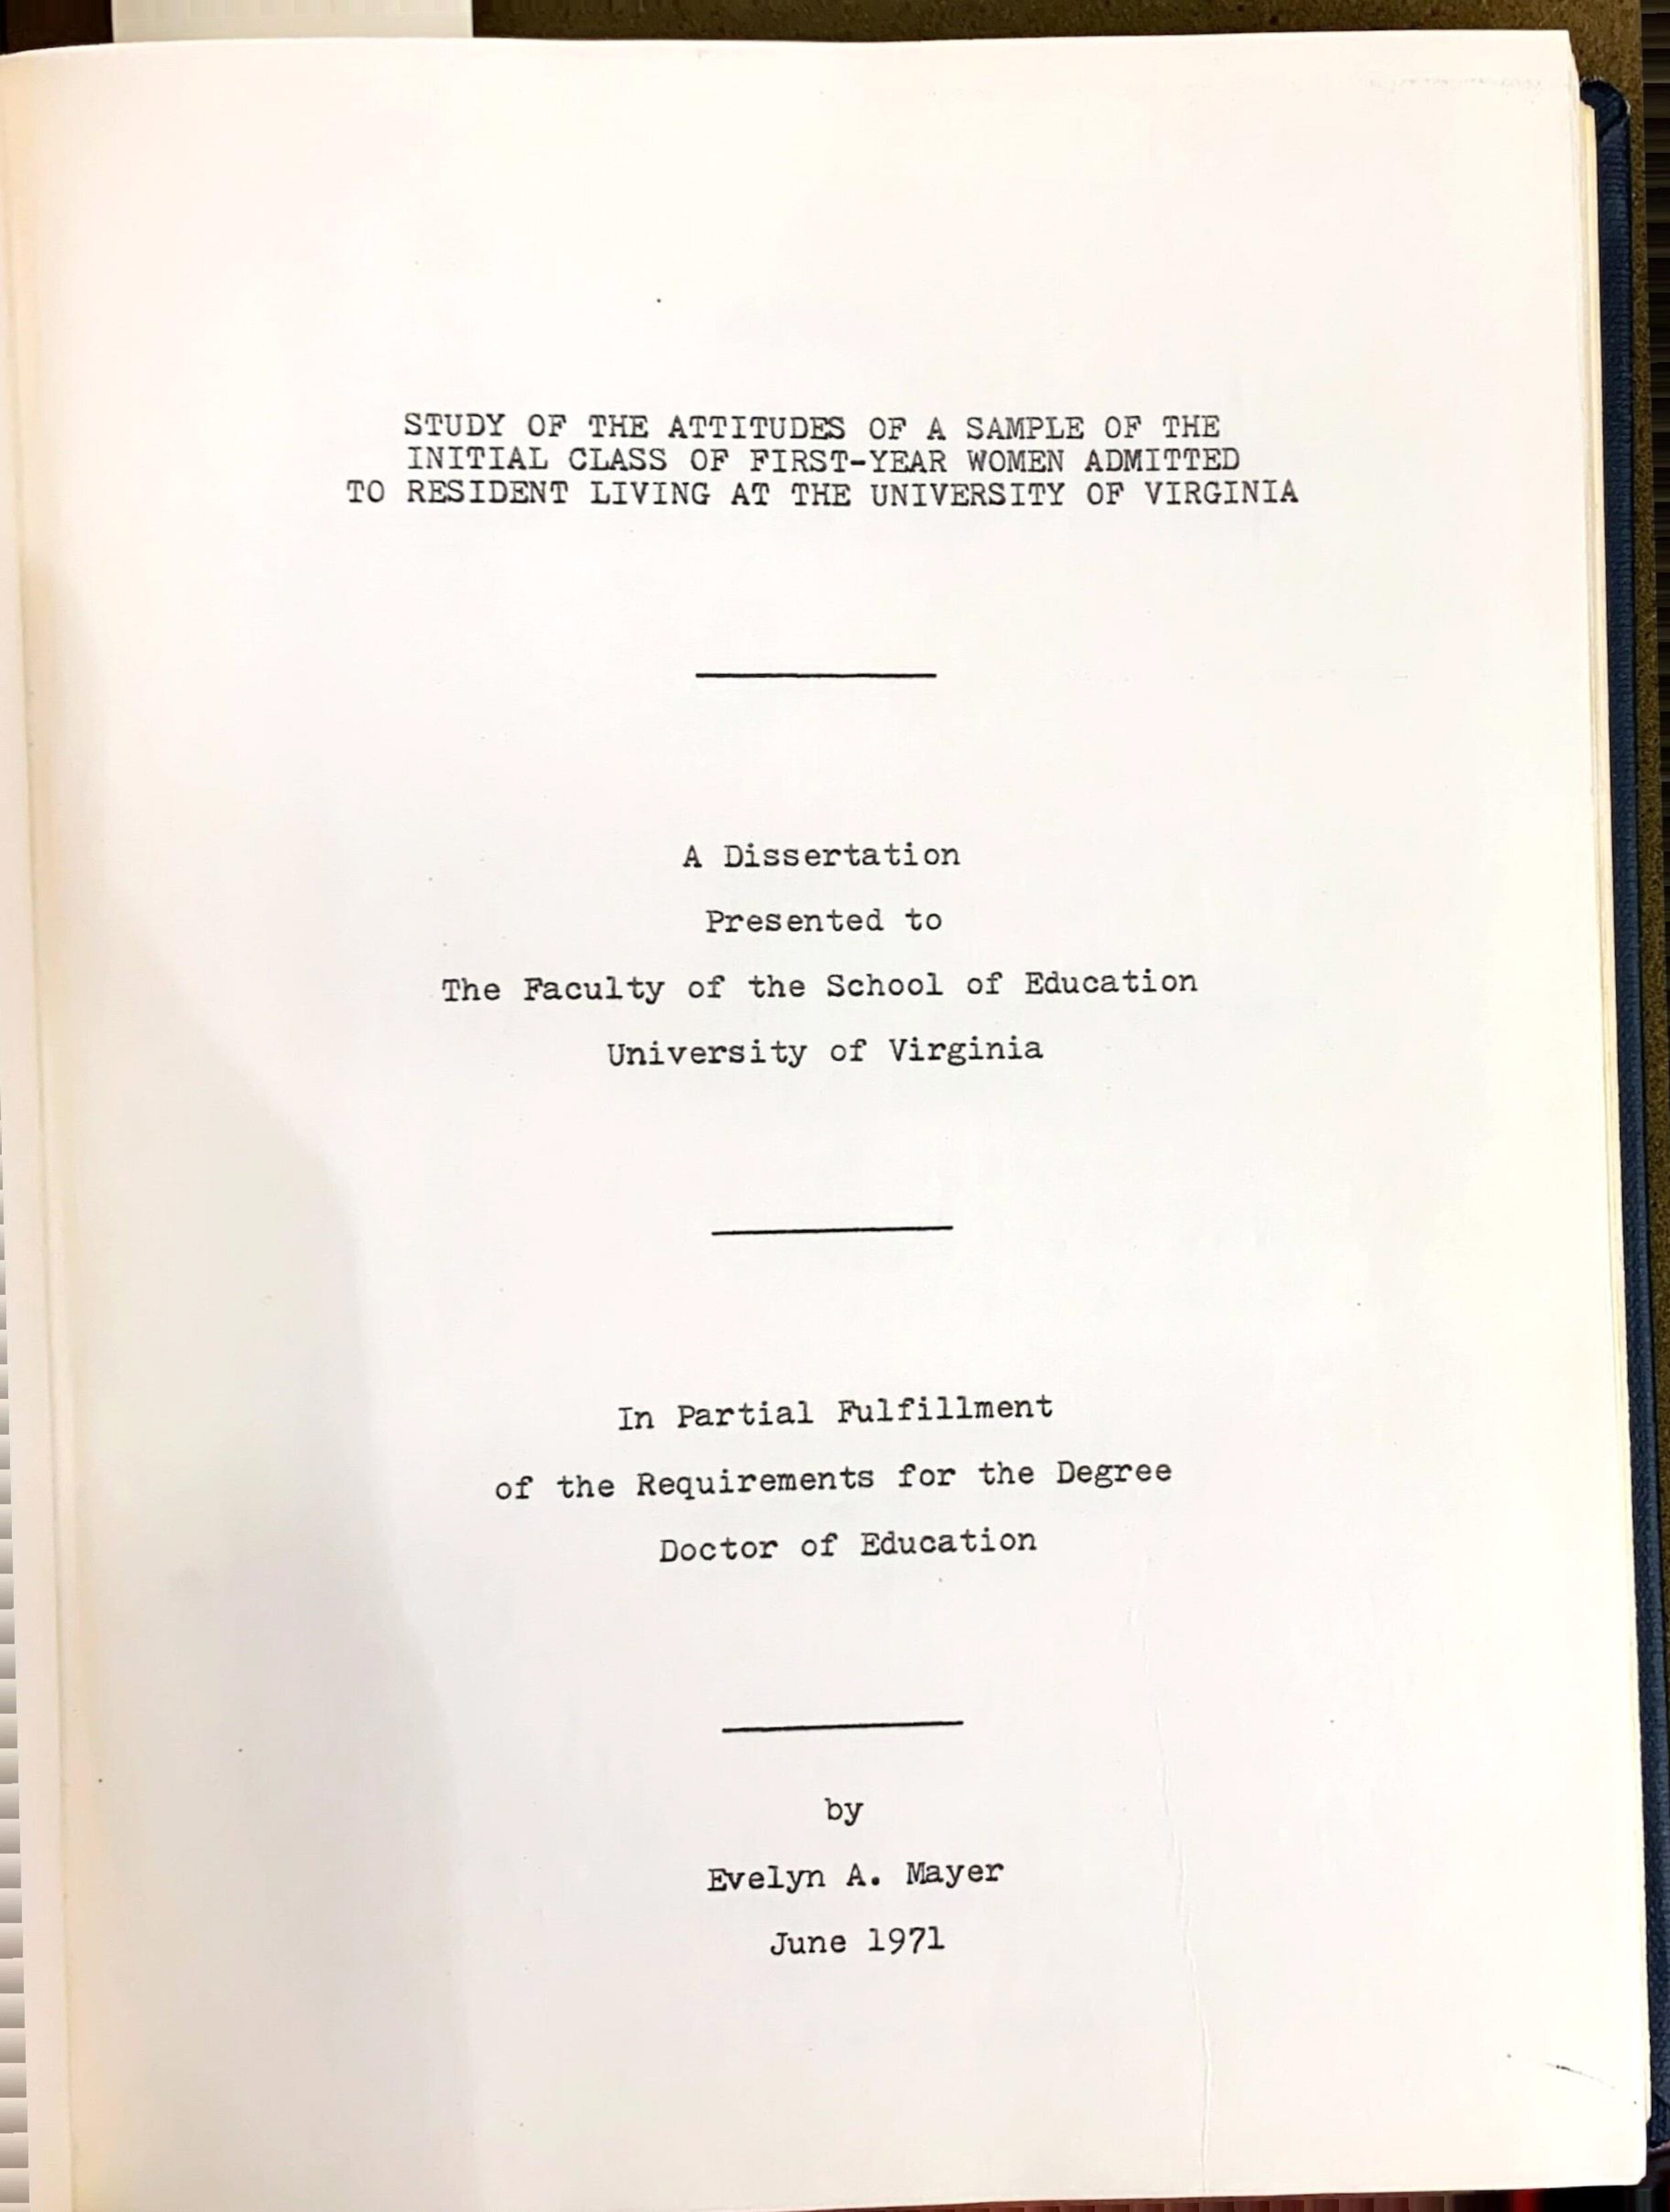 STUDY OF THE ATTITUDES OF A SAMPLE OF THE
INITIAL CLASS OF FIRST-YEAR WOMEN ADMITTED
TO RESIDENT LIVING AT THE UNIVERSITY OF VIRGINIA
A Dissertation
Presented to
The Faculty of the School of Education
University of Virginia
In Partial Fulfillment
of the Requirements for the Degree
Doctor of Education
by
Evelyn A. Mayer
June 1971